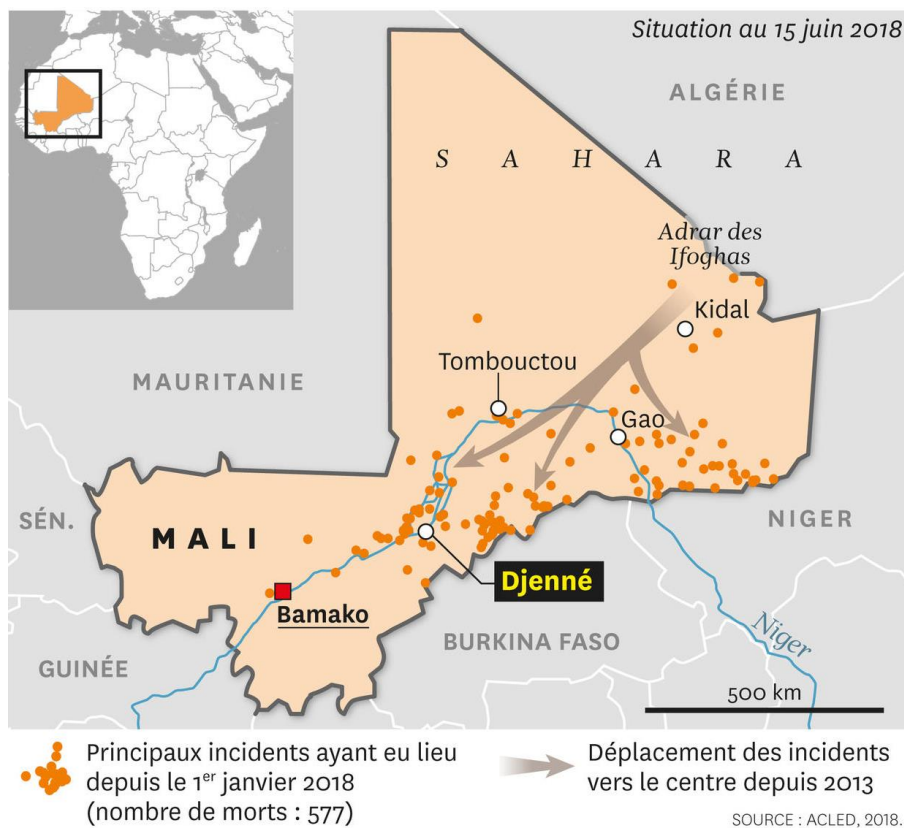 Situation au 15 juin 2018
ALGÉRIE
S A H A R A
Adrar des
Ifoghas
Kidal
Tombouctou
MAURITANIE
Gao
SÉN.
MALI
NIGER
Djenné
Bamako
BURKINA FASO
Niger
GUINÉE
500 km
Principaux incidents ayant eu lieu
depuis le 1er janvier 2018
(nombre de morts : 577)
Déplacement des incidents
vers le centre depuis 2013
SOURCE : ACLED, 2018.